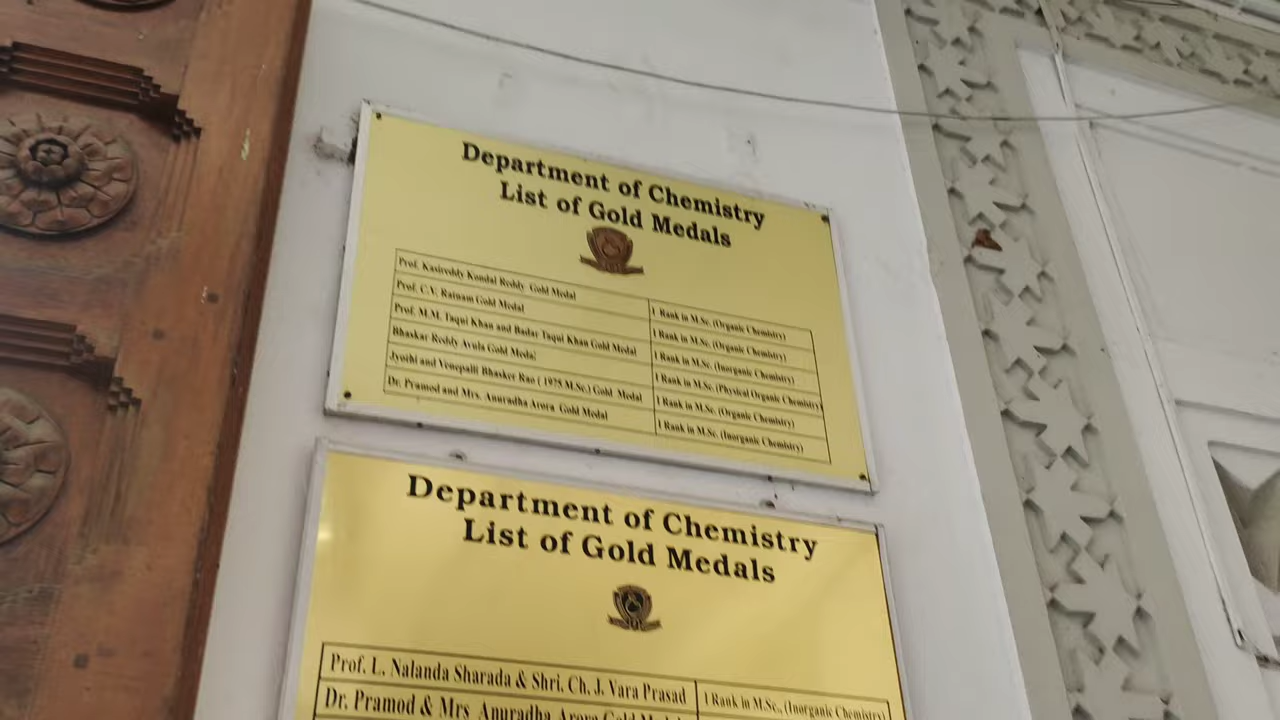 Department of Chemistry
List of Gold Medals
Prof. Kasireddy Kondal Reddy Gold Medal
1 Rank in M.Sc. (Organic Chemistry)
Prof. C.V. Ratnam Gold Medal
1 Rank in M.Sc. (Organic Chemistry)
Prof. M.M. Taqui Khan and Badar Taqui Khan Gold Medal
1 Rank in M.Sc. (Inorganic Chemistry)
Bhaskar Reddy Avula Gold Medal
1 Rank in M.Sc. (Physical Organic Chemistry)
Jyothi and Venepalli Bhasker Rao ( 1975 M.Sc.) Gold Medal
1 Rank in M.Sc. (Organic Chemistry)
Dr. Pramod and Mrs. Anuradha Arora Gold Medal
1 Rank in M.Sc. (Inorganic Chemistry)
Department of Chemistry
List of Gold Medals
Prof. L. Nalanda Sharada & Shri. Ch. J. Vara Prasad
1 Rank in M.Sc., (Inorganic Chemistry)
Dr. Pramod & Mrs Anuradha Arora Gold Medal